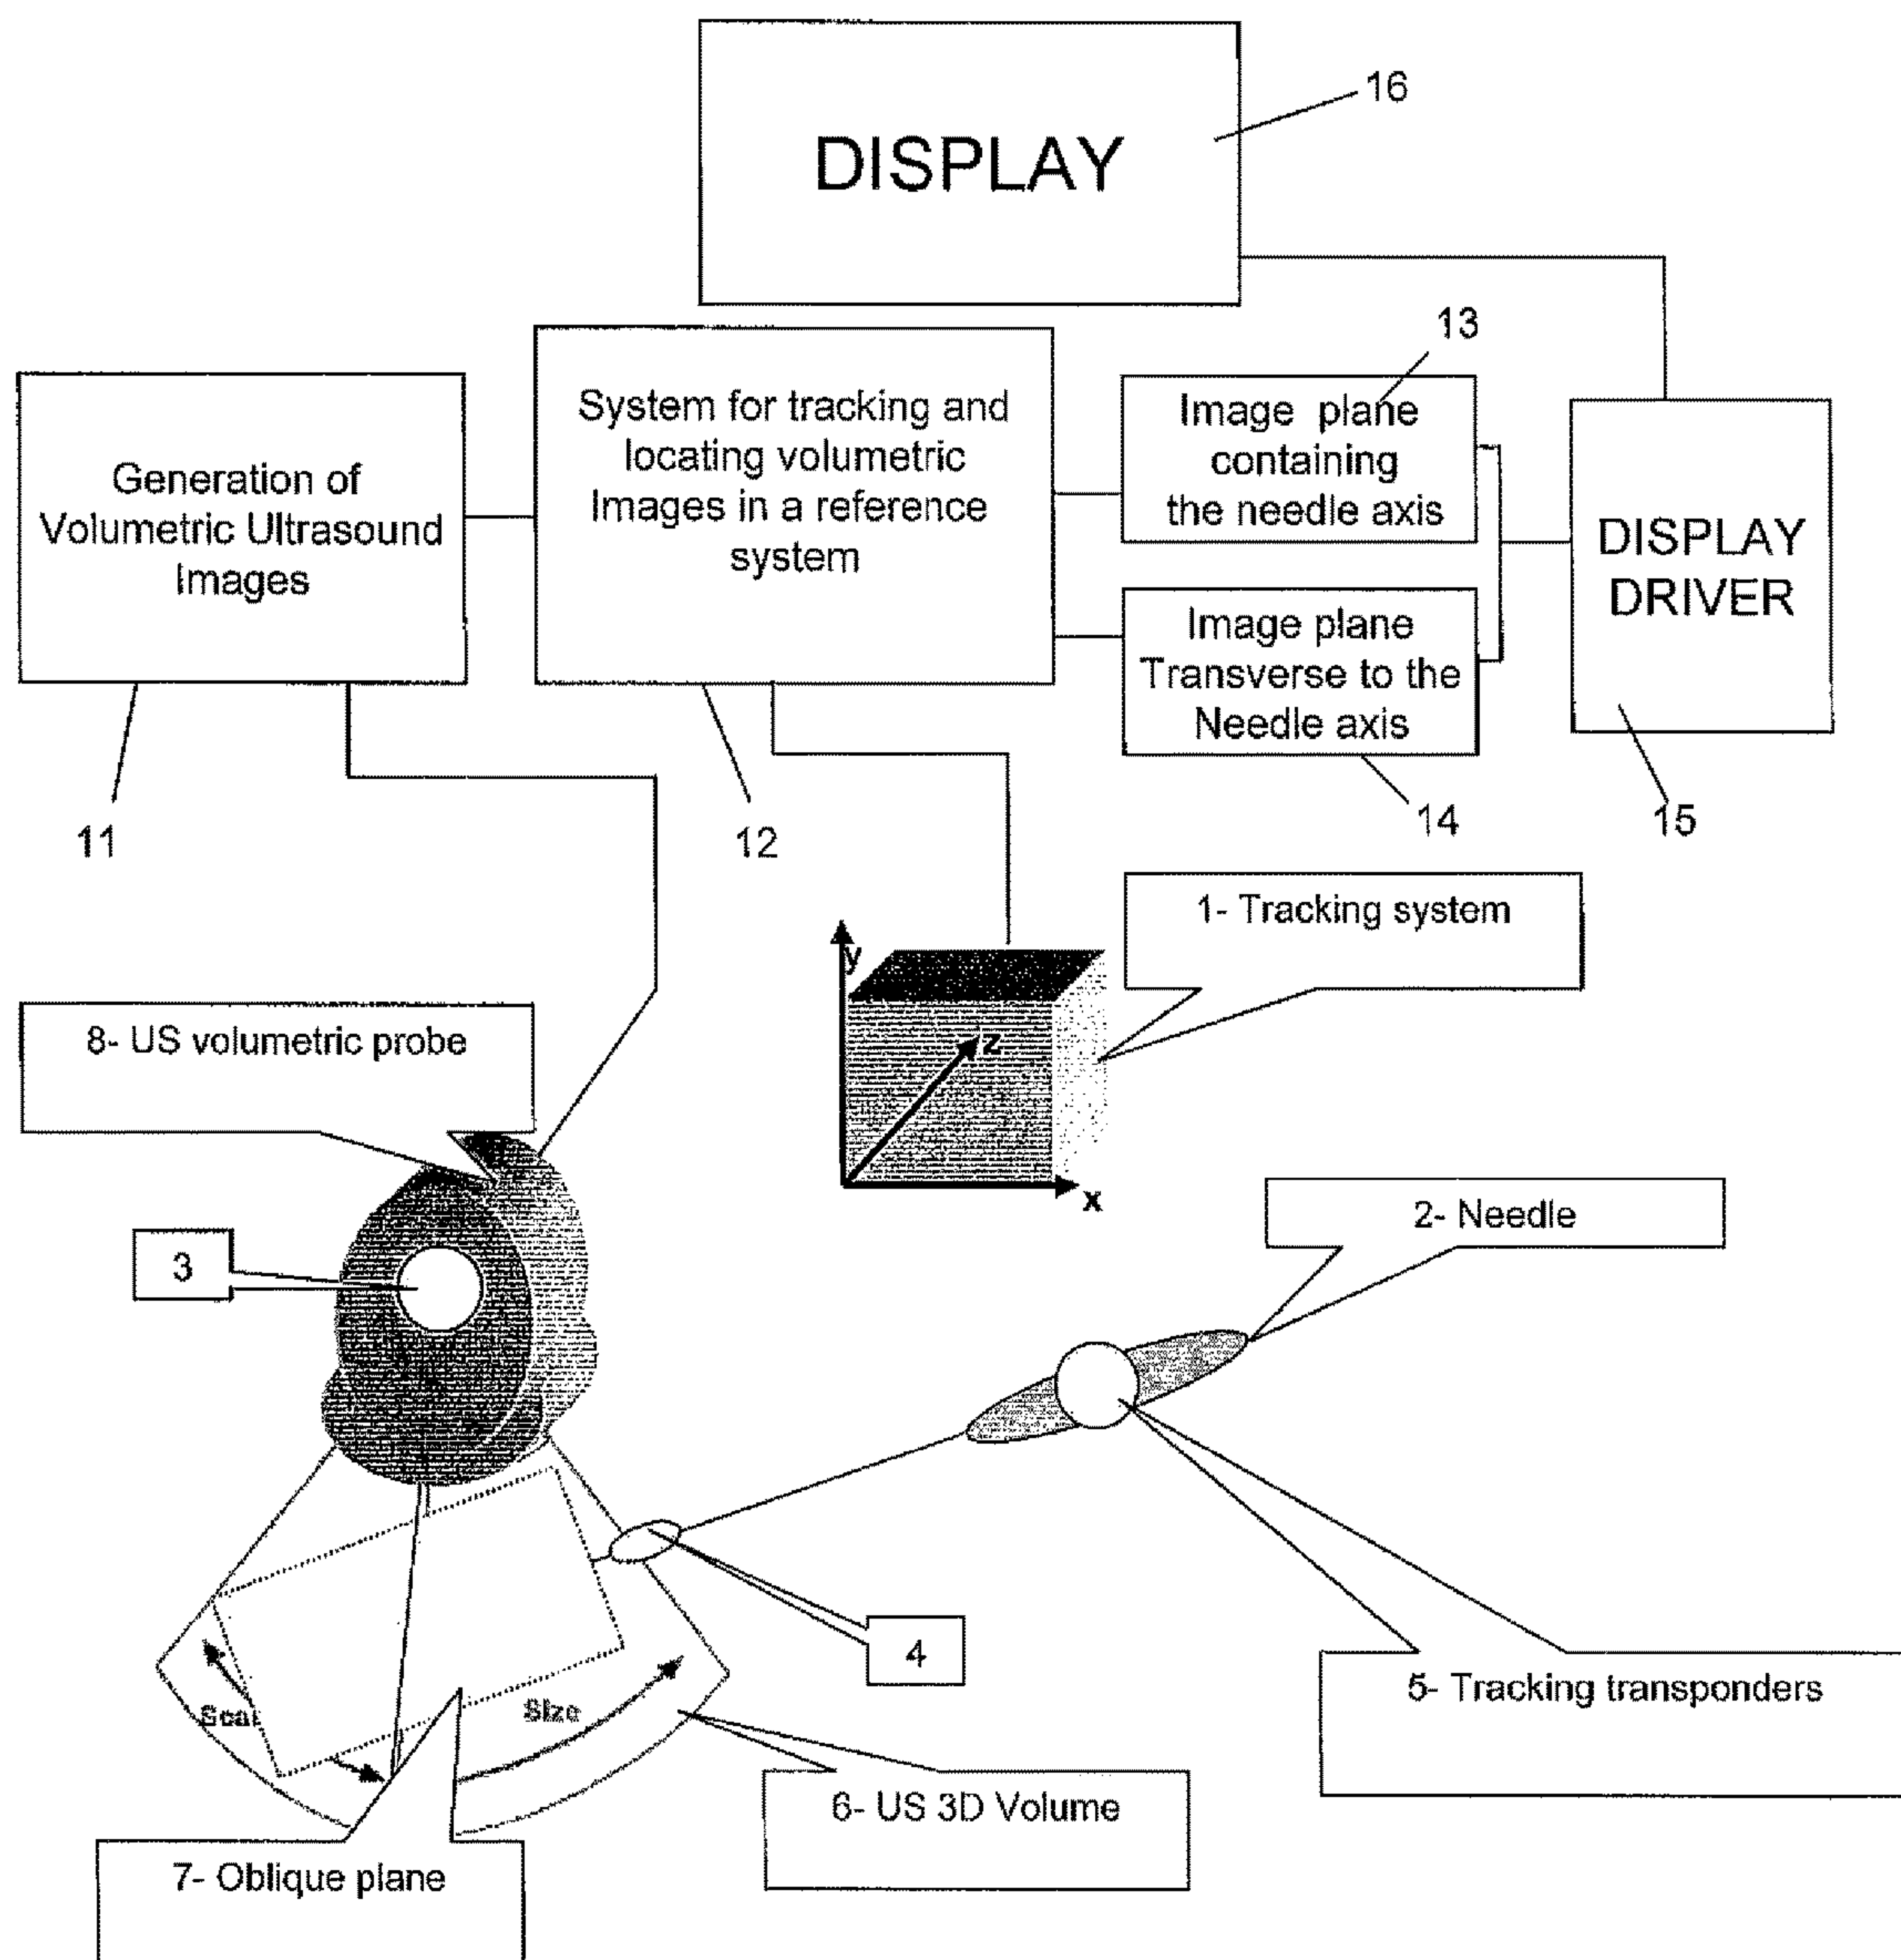 DISPLAY
16
13
Generation of
Volumetric Ultrasound
Images
System for tracking and
locating volumetric
Images in a reference
system
Image plane
containing
the needle axis
Image plane
Transverse to the
Needle axis
DISPLAY
DRIVER
11
12
14
15
1- Tracking system
y
z
x
8- US volumetric probe
3
2- Needle
4
5- Tracking transponders
Size
6- US 3D Volume
7- Oblique plane